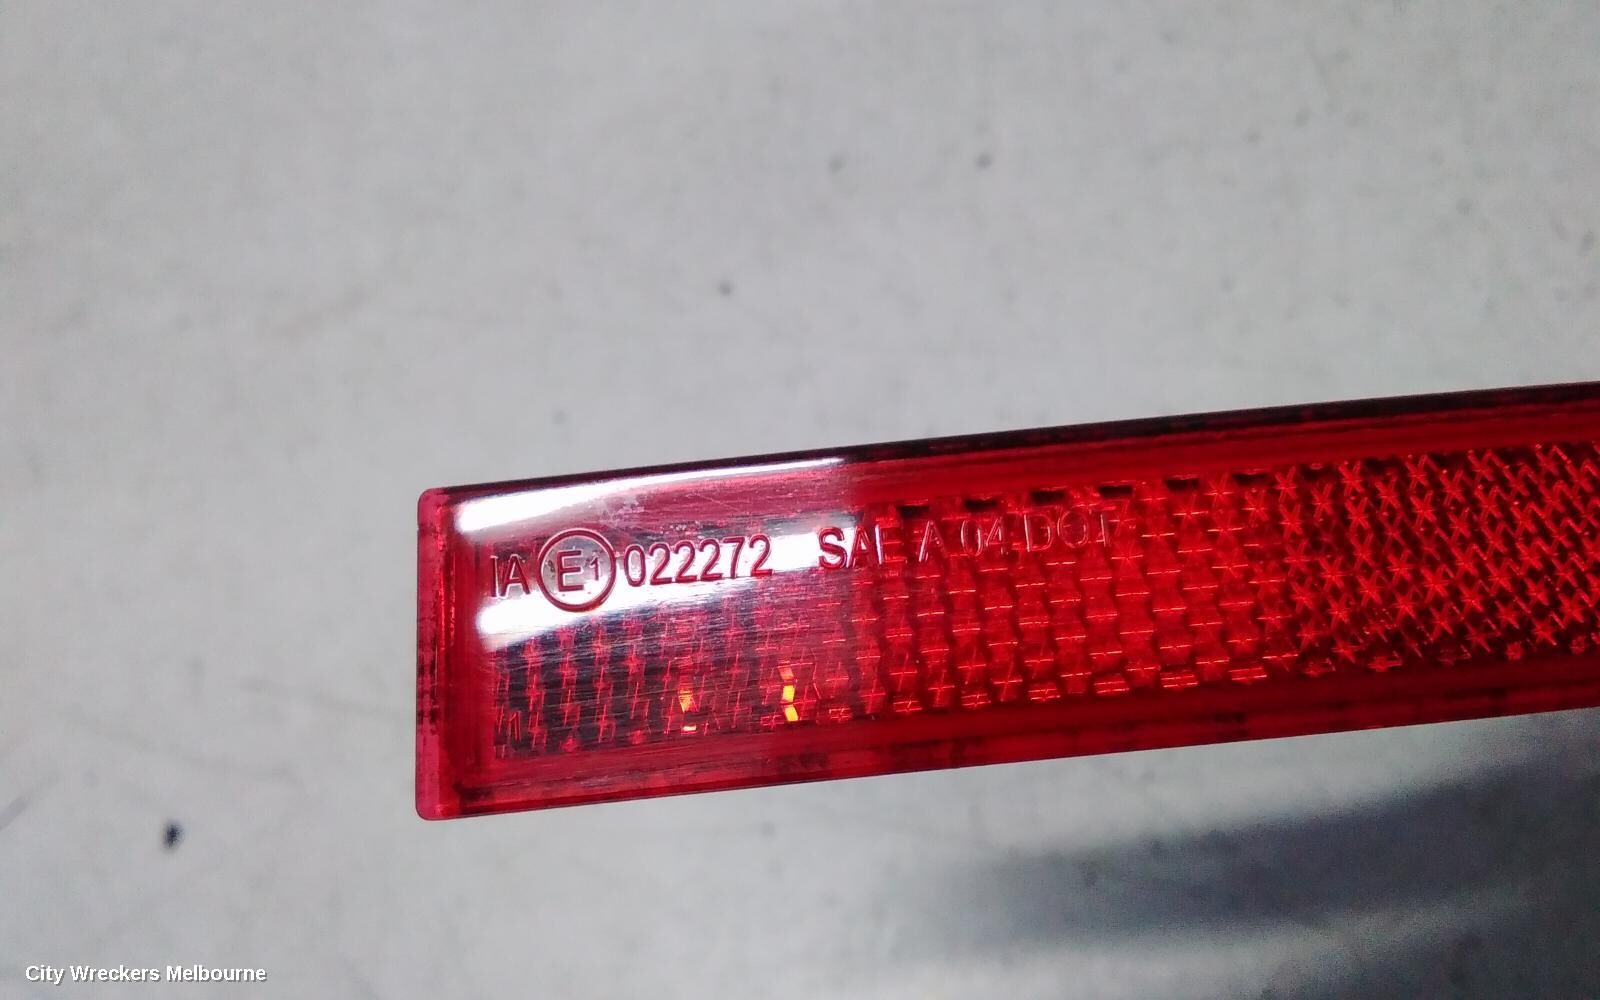 IA E1 022272 SAE A 04 DOT
City Wreckers Melbourne